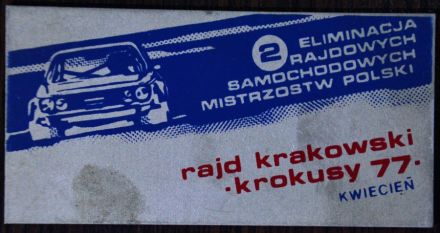 2 ELIMINACJA
RAJDOWYCH
SAMOCHODOWYCH
MISTRZOSTW POLSKI
rajd krakowski
·krokusy 77·
KWIECIEŃ